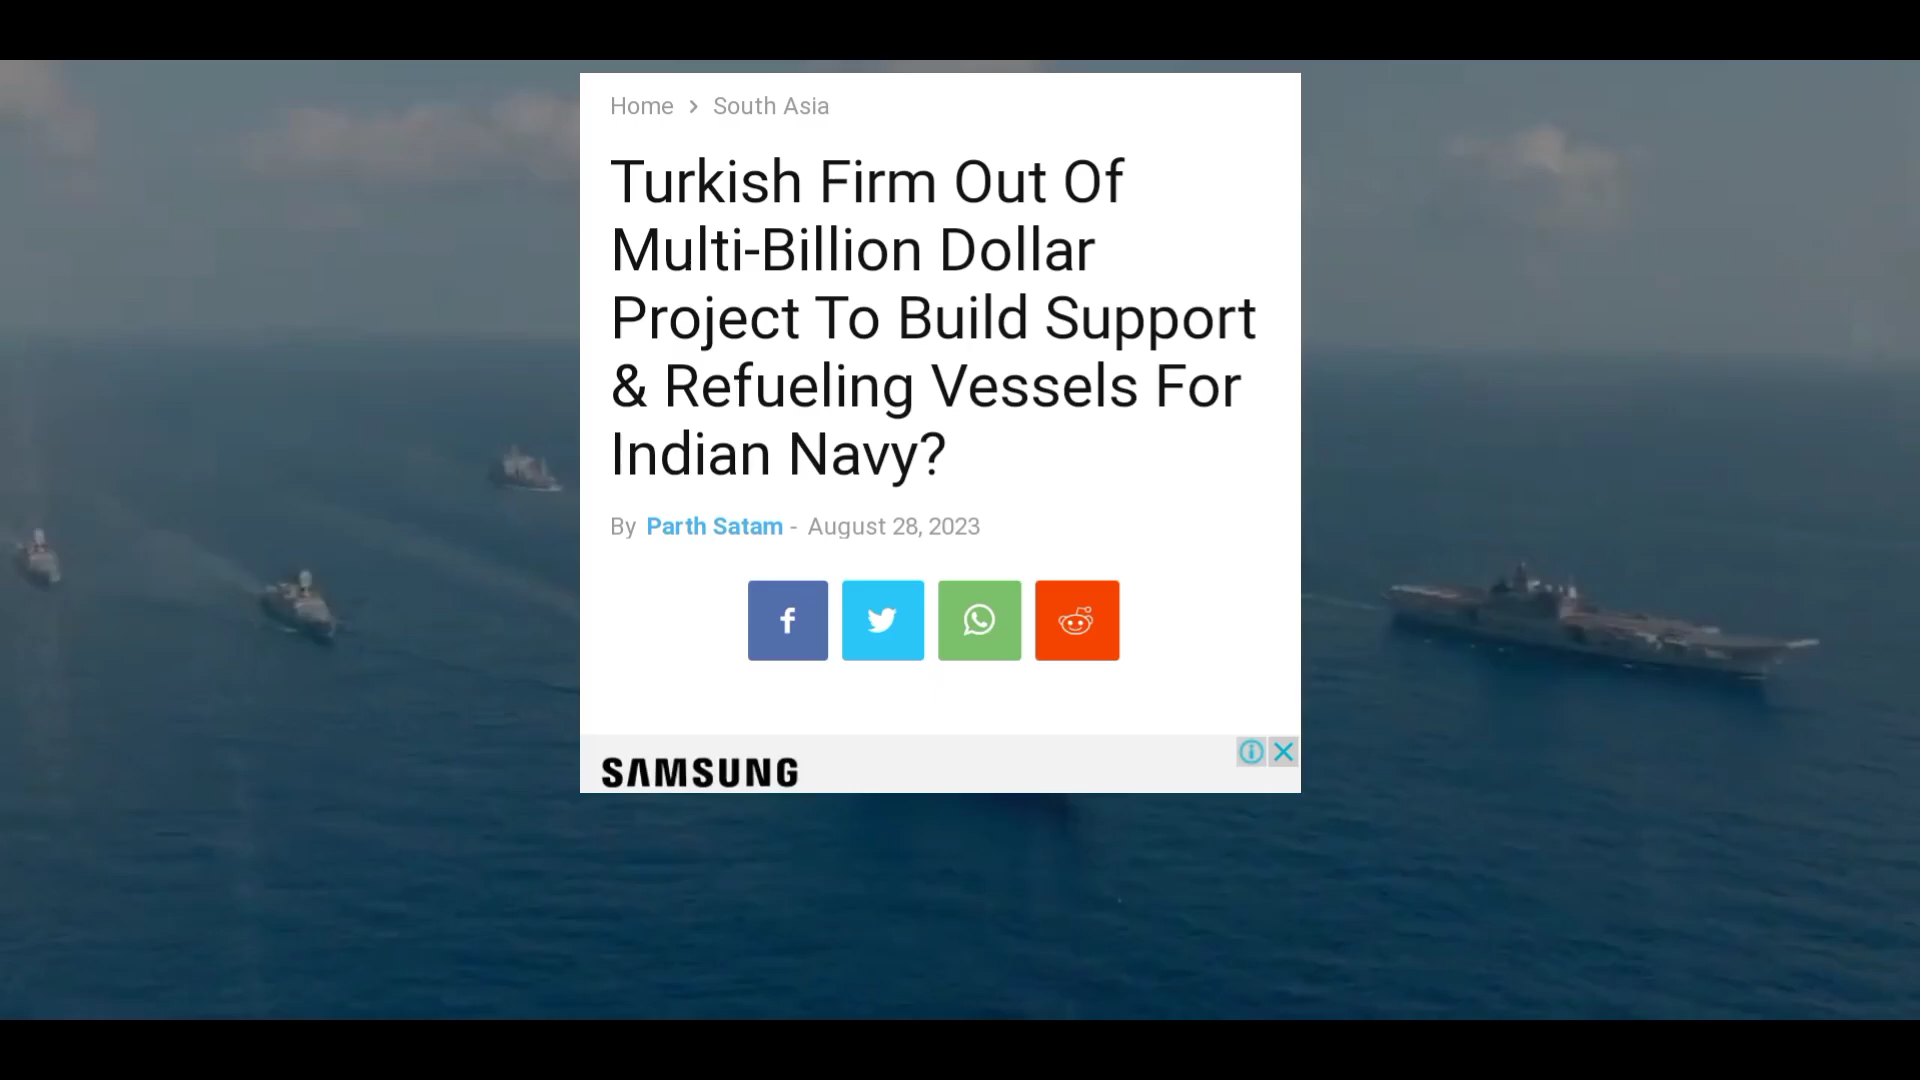 Home > South Asia
Turkish Firm Out Of
Multi-Billion Dollar
Project To Build Support
& Refueling Vessels For
Indian Navy?
By Parth Satam - August 28, 2023
SAMSUNG